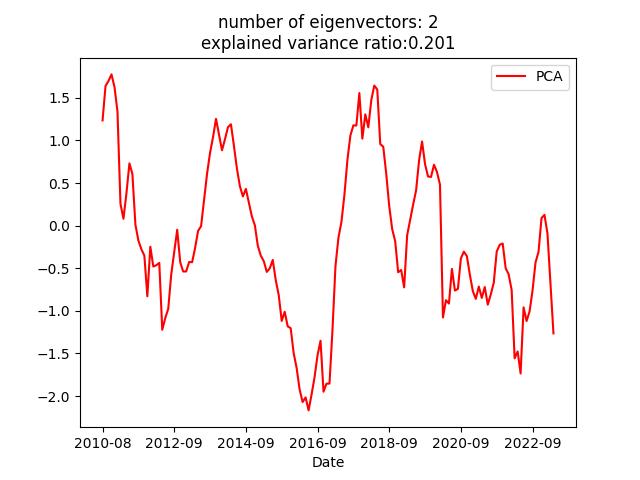 number of eigenvectors: 2
explained variance ratio:0.201
PCA
1.5
1.0
0.5
0.0
−0.5
−1.0
−1.5
−2.0
2010-08 2012-09 2014-09 2016-09 2018-09 2020-09 2022-09
Date